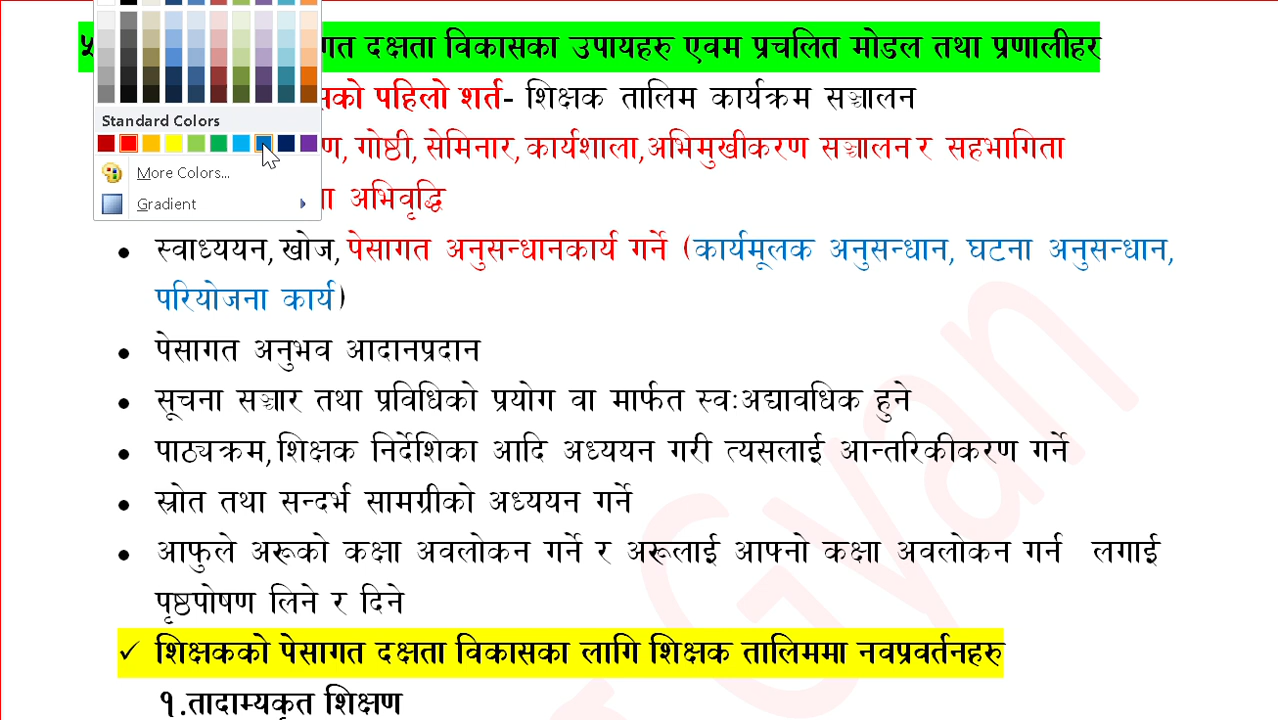 ५ गत दक्षता विकासका उपायहरु एवम प्रचलित मोडल तथा प्रणालीहर
सको पहिलो शर्त- शिक्षक तालिम कार्यक्रम सञ्चालन
Standard Colors
ण, गोष्ठी, सेमिनार, कार्यशाला,अभिमुखीकरण सञ्चालन र सहभागिता
More Colors...
ा अभिवृद्धि
Gradient
• स्वाध्ययन, खोज, पेसागत अनुसन्धानकार्य गर्ने (कार्यमूलक अनुसन्धान, घटना अनुसन्धान,
परियोजना कार्य)
• पेसागत अनुभव आदानप्रदान
• सूचना सञ्चार तथा प्रविधिको प्रयोग वा मार्फत स्वःअद्यावधिक हुने
• पाठ्यक्रम, शिक्षक निर्देशिका आदि अध्ययन गरी त्यसलाई आन्तरिकीकरण गर्ने
• स्रोत तथा सन्दर्भ सामग्रीको अध्ययन गर्ने
• आफुले अरूको कक्षा अवलोकन गर्ने र अरूलाई आफ्नो कक्षा अवलोकन गर्न लगाई
पृष्ठपोषण लिने र दिने
✓ शिक्षकको पेसागत दक्षता विकासका लागि शिक्षक तालिममा नवप्रवर्तनहरु
१.तादाम्यकृत शिक्षण
Gyan